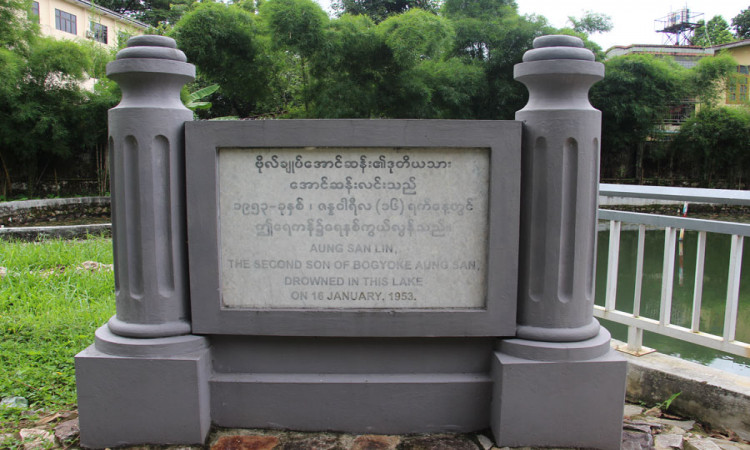 ဗိုလ်ချုပ်အောင်ဆန်း၏ဒုတိယသား
အောင်ဆန်းလင်းသည်
၁၉၅၃-ခုနှစ်၊ ဇန္နဝါရီလ (၁၆) ရက်နေ့တွင်
ဤရေကန်၌ရေနစ်ကွယ်လွန်သည်။
AUNG SAN LIN,
THE SECOND SON OF BOGYOKE AUNG SAN,
DROWNED IN THIS LAKE
ON 16 JANUARY, 1953.